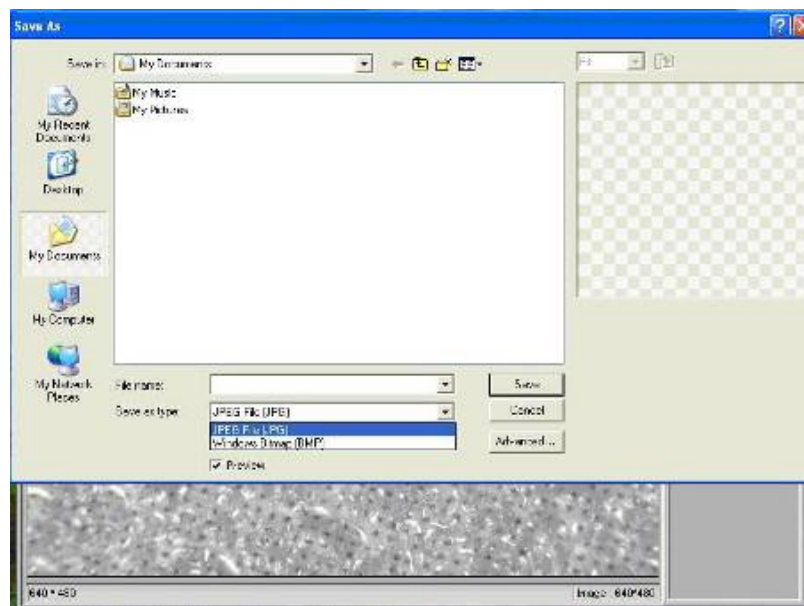 Save As
Save in: My Documents
My Music
My Pictures
My Recent
Documents
Desktop
My Documents
My Computer
My Network
Places
File name:
Save
Save as type:
JPEG File (JPG)
Cancel
JPEG File (JPG)
Windows Bitmap (BMP)
Advanced...
Preview
640 * 480
Image : 640*480